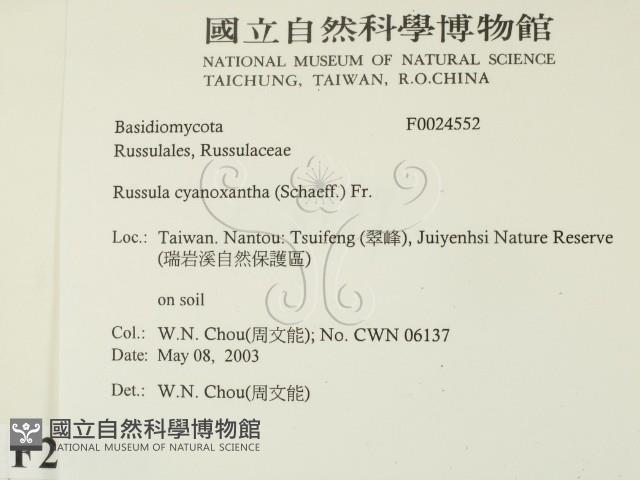 國立自然科學博物館
NATIONAL MUSEUM OF NATURAL SCIENCE
TAICHUNG, TAIWAN, R.O.CHINA
Basidiomycota F0024552
Russulales, Russulaceae
Russula cyanoxantha (Schaeff.) Fr.
Loc.: Taiwan. Nantou: Tsuifeng (翠峰), Juiyenhsi Nature Reserve
(瑞岩溪自然保護區)
on soil
Col.: W.N. Chou(周文能); No. CWN 06137
Date: May 08, 2003
Det.: W.N. Chou(周文能)
國立自然科學博物館
NATIONAL MUSEUM OF NATURAL SCIENCE
F2